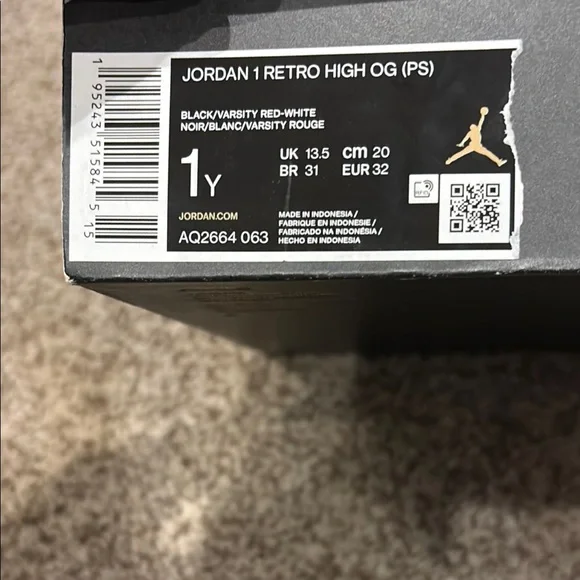 JORDAN 1 RETRO HIGH OG (PS)
BLACK/VARSITY RED-WHITE
NOIR/BLANC/VARSITY ROUGE
1Y
UK 13.5 cm 20
BR 31 EUR 32
JORDAN.COM
AQ2664 063
MADE IN INDONESIA/
FABRIQUE EN INDONESIE/
FABRICADO NA INDONÉSIA/
HECHO EN INDONESIA
RFID
1 95243 51584 5 15